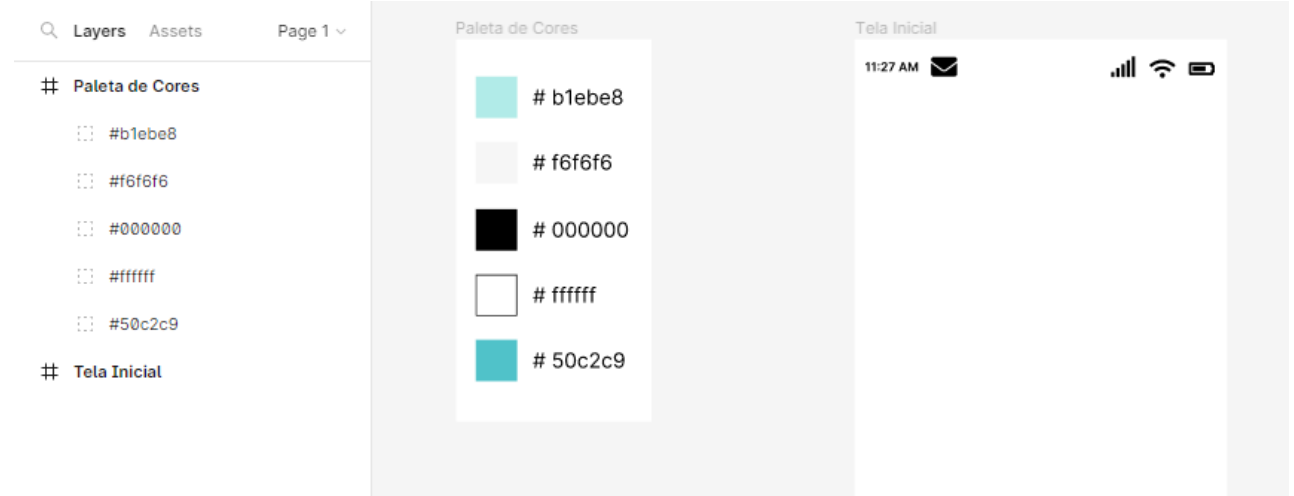 Layers Assets Page 1
Paleta de Cores
#b1ebe8
#f6f6f6
#000000
#ffffff
#50c2c9
Tela Inicial
Paleta de Cores
# b1ebe8
# f6f6f6
# 000000
# ffffff
# 50c2c9
Tela Inicial
11:27 AM